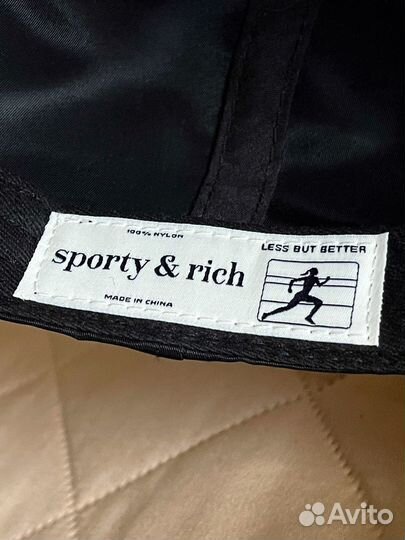 100% NYLON
sporty & rich
MADE IN CHINA
LESS BUT BETTER
Avito